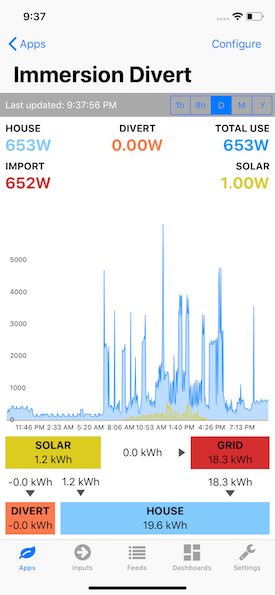 9:37
Apps
Configure
Immersion Divert
Last updated: 9:37:56 PM
1h 8h D M Y
HOUSE DIVERT TOTAL USE
653W 0.00W 653W
IMPORT SOLAR
652W 1.00W
5000
4000
3000
2000
1000
0
11:46 PM 2:33 AM 5:20 AM 8:06 AM 10:53 AM 1:40 PM 4:26 PM 7:13 PM
SOLAR
1.2 kWh
0.0 kWh
GRID
18.3 kWh
-0.0 kWh 1.2 kWh 18.3 kWh
DIVERT
-0.0 kWh
HOUSE
19.6 kWh
Apps Inputs Feeds Dashboards Settings